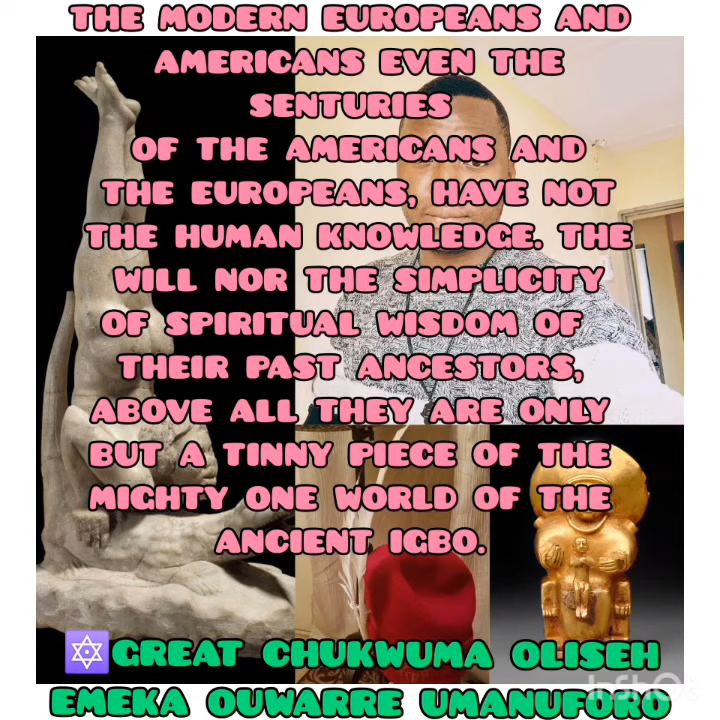 THE MODERN EUROPEANS AND
AMERICANS EVEN THE
SENTURIES
OF THE AMERICANS AND
THE EUROPEANS, HAVE NOT
THE HUMAN KNOWLEDGE. THE
WILL NOR THE SIMPLICITY
OF SPIRITUAL WISDOM OF
THEIR PAST ANCESTORS,
ABOVE ALL THEY ARE ONLY
BUT A TINNY PIECE OF THE
MIGHTY ONE WORLD OF THE
ANCIENT IGBO.
🔯GREAT CHUKWUMA OLISEH
EMEKA OUWARRE UMANUFORO
InShOt